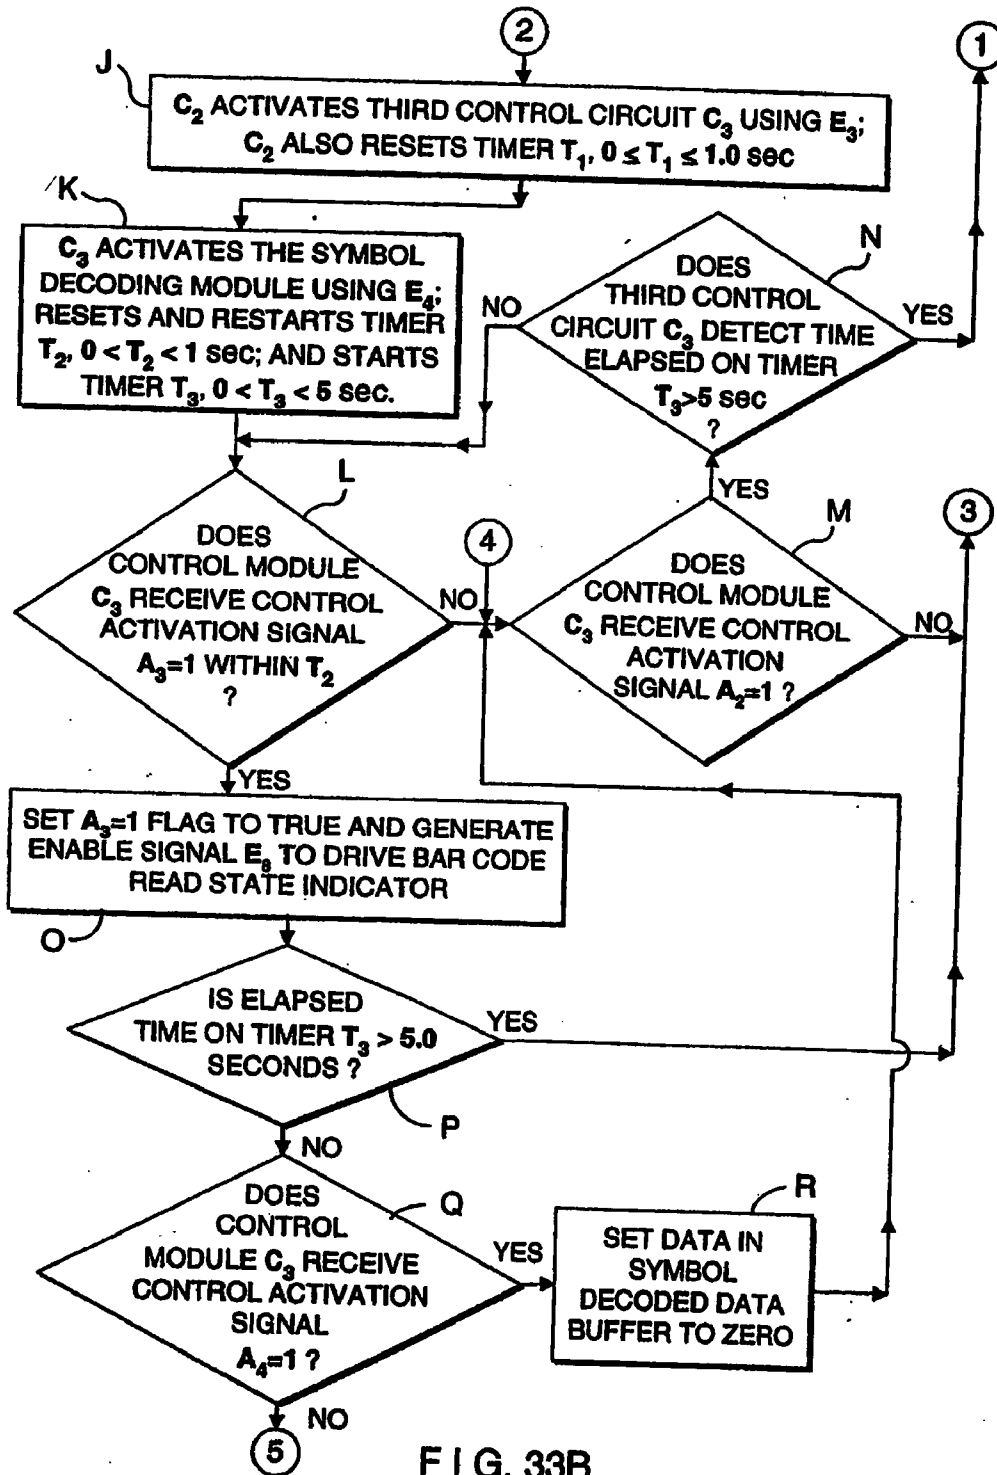 2
1
J
C2 ACTIVATES THIRD CONTROL CIRCUIT C3 USING E3;
C2 ALSO RESETS TIMER T1, 0 ≤ T1 ≤ 1.0 sec
K
C3 ACTIVATES THE SYMBOL
DECODING MODULE USING E4;
RESETS AND RESTARTS TIMER
T2, 0 < T2 < 1 sec; AND STARTS
TIMER T3, 0 < T3 < 5 sec.
N
DOES
THIRD CONTROL
CIRCUIT C3 DETECT TIME
ELAPSED ON TIMER
T3>5 sec
?
NO
YES
L
DOES
CONTROL MODULE
C3 RECEIVE CONTROL
ACTIVATION SIGNAL
A3=1 WITHIN T2
?
NO
4
YES
M
3
DOES
CONTROL MODULE
C3 RECEIVE CONTROL
ACTIVATION
SIGNAL A2=1 ?
NO
YES
SET A3=1 FLAG TO TRUE AND GENERATE
ENABLE SIGNAL E8 TO DRIVE BAR CODE
READ STATE INDICATOR
O
IS ELAPSED
TIME ON TIMER T3 > 5.0
SECONDS ?
YES
P
NO
DOES
CONTROL
MODULE C3 RECEIVE
CONTROL ACTIVATION
SIGNAL
A4=1 ?
Q
YES
R
SET DATA IN
SYMBOL
DECODED DATA
BUFFER TO ZERO
NO
5
FIG. 33B